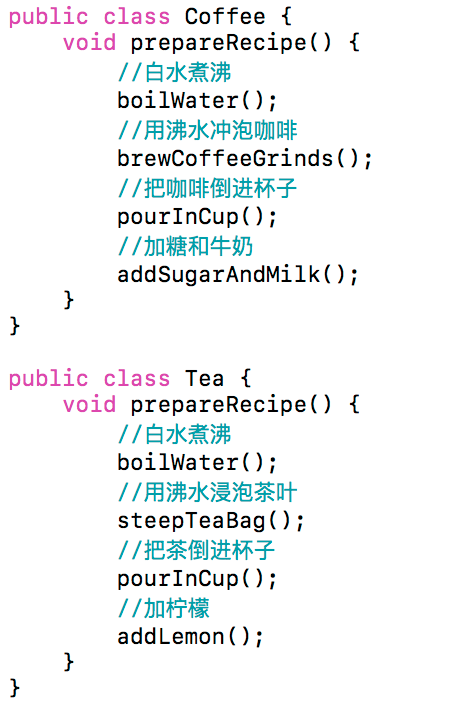 public class Coffee {
    void prepareRecipe() {
        //白水煮沸
        boilWater();
        //用沸水冲泡咖啡
        brewCoffeeGrinds();
        //把咖啡倒进杯子
        pourInCup();
        //加糖和牛奶
        addSugarAndMilk();
    }
}

public class Tea {
    void prepareRecipe() {
        //白水煮沸
        boilWater();
        //用沸水浸泡茶叶
        steepTeaBag();
        //把茶倒进杯子
        pourInCup();
        //加柠檬
        addLemon();
    }
}